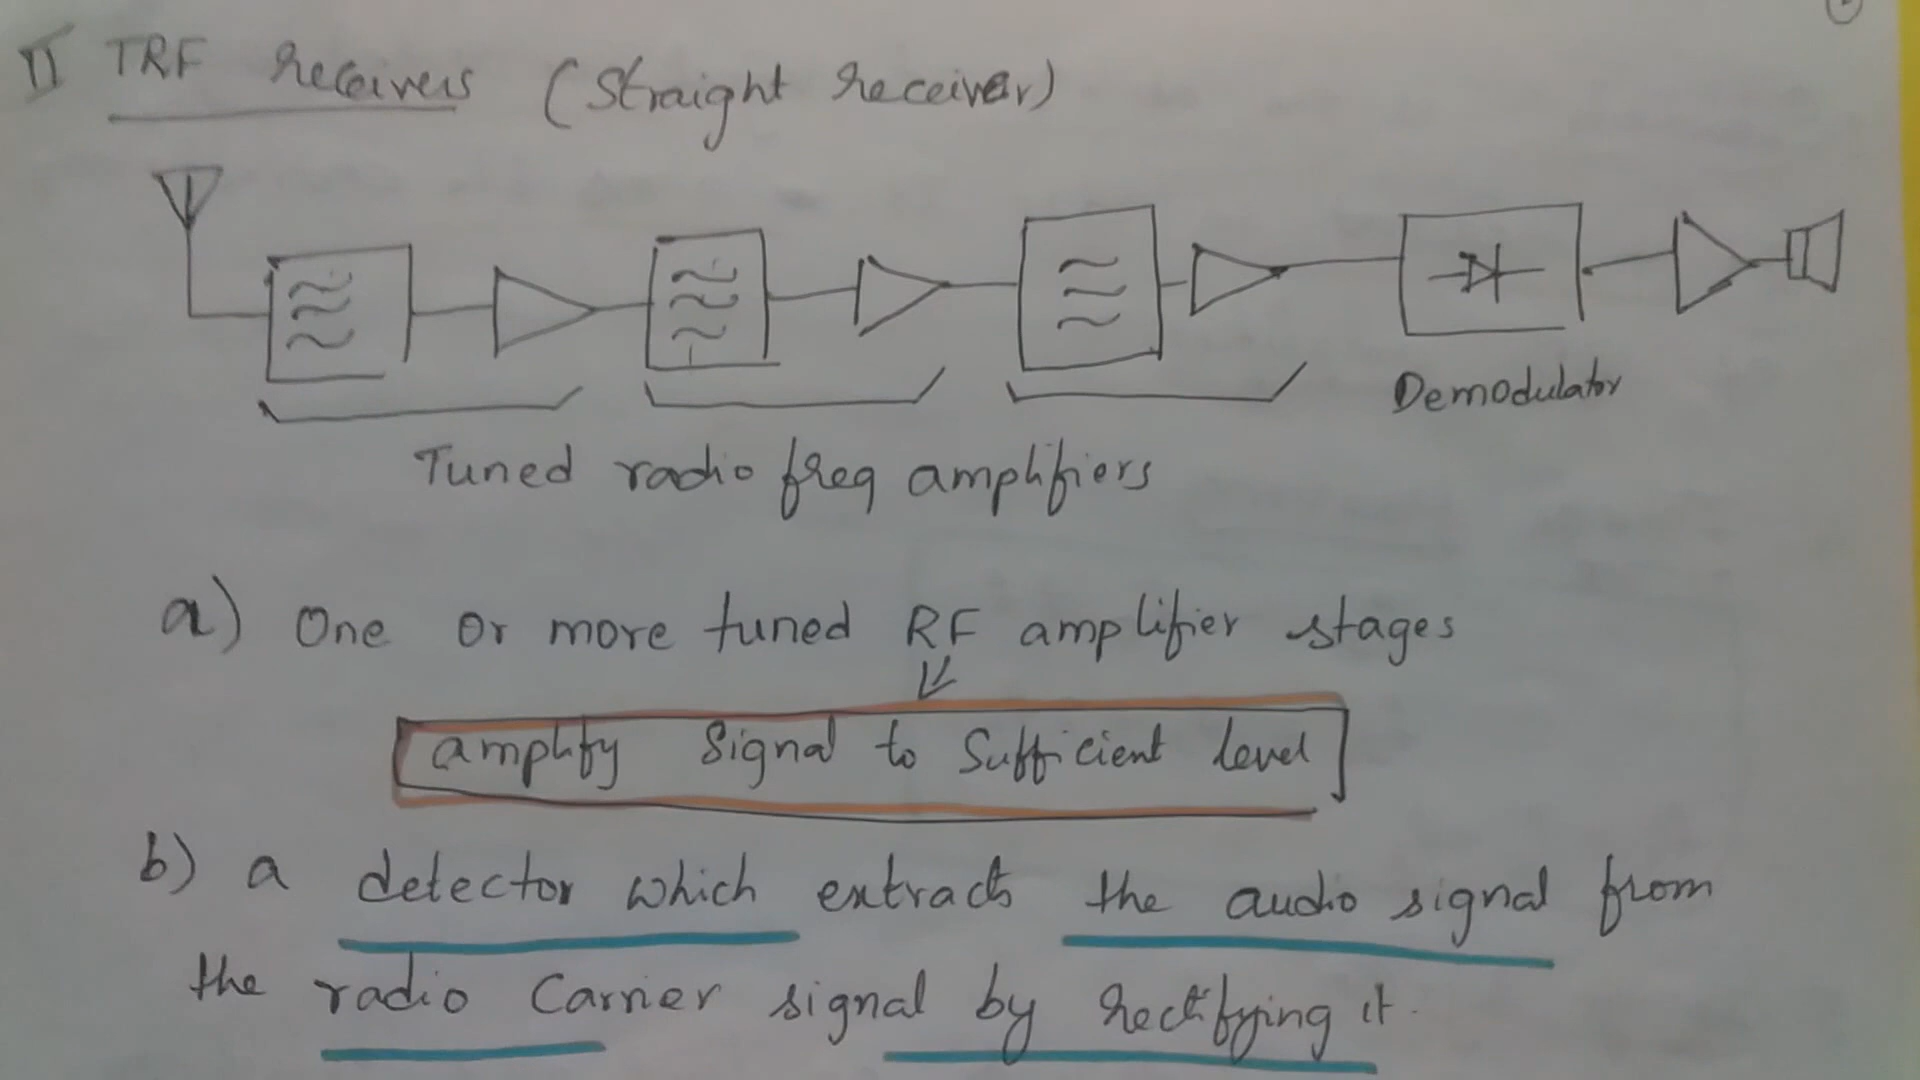 II TRF Receivers (Straight Receiver)
Demodulator
Tuned radio freq amplifiers
a) One or more tuned RF amplifier stages
amplify Signal to Sufficient level
b) a detector which extracts the audio signal from
the radio Carrier signal by Rectifying it.